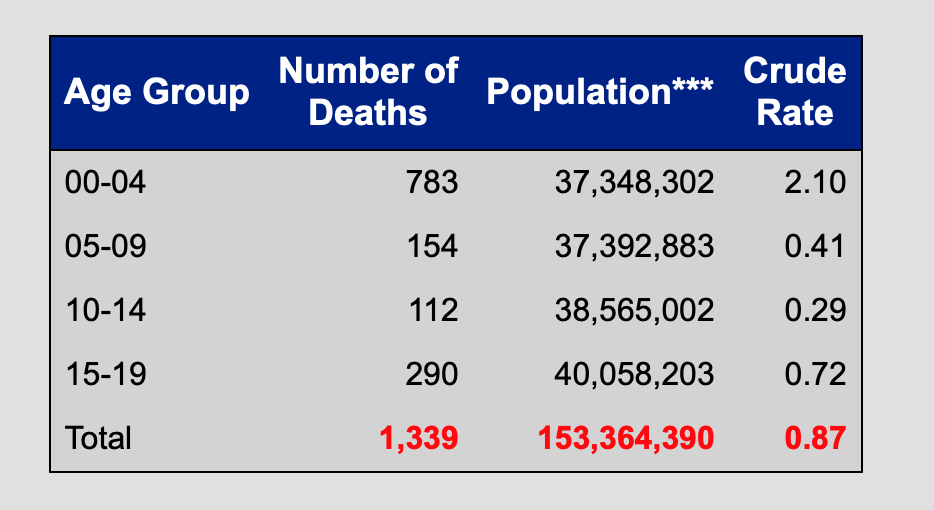 Age Group Number of Deaths Population*** Crude Rate
00-04 783 37,348,302 2.10
05-09 154 37,392,883 0.41
10-14 112 38,565,002 0.29
15-19 290 40,058,203 0.72
Total 1,339 153,364,390 0.87